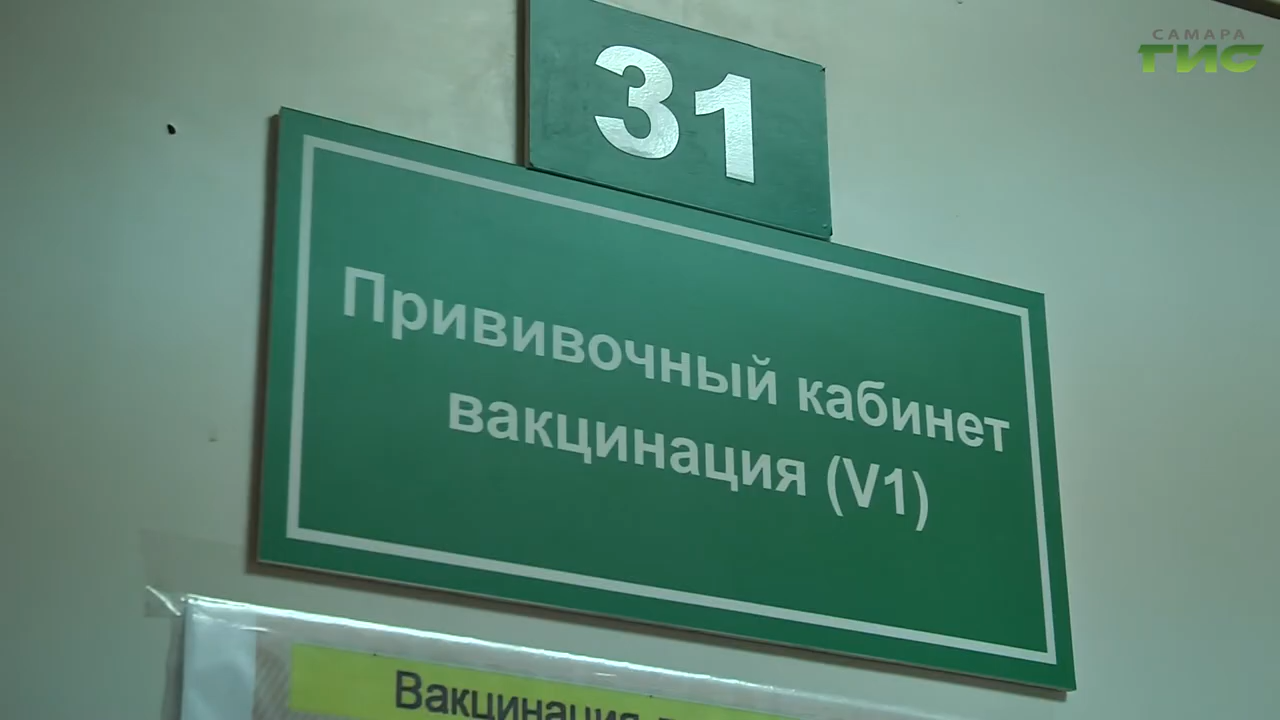 САМАРА
ГИС
31
Прививочный кабинет
вакцинация (V1)
Вакцинация